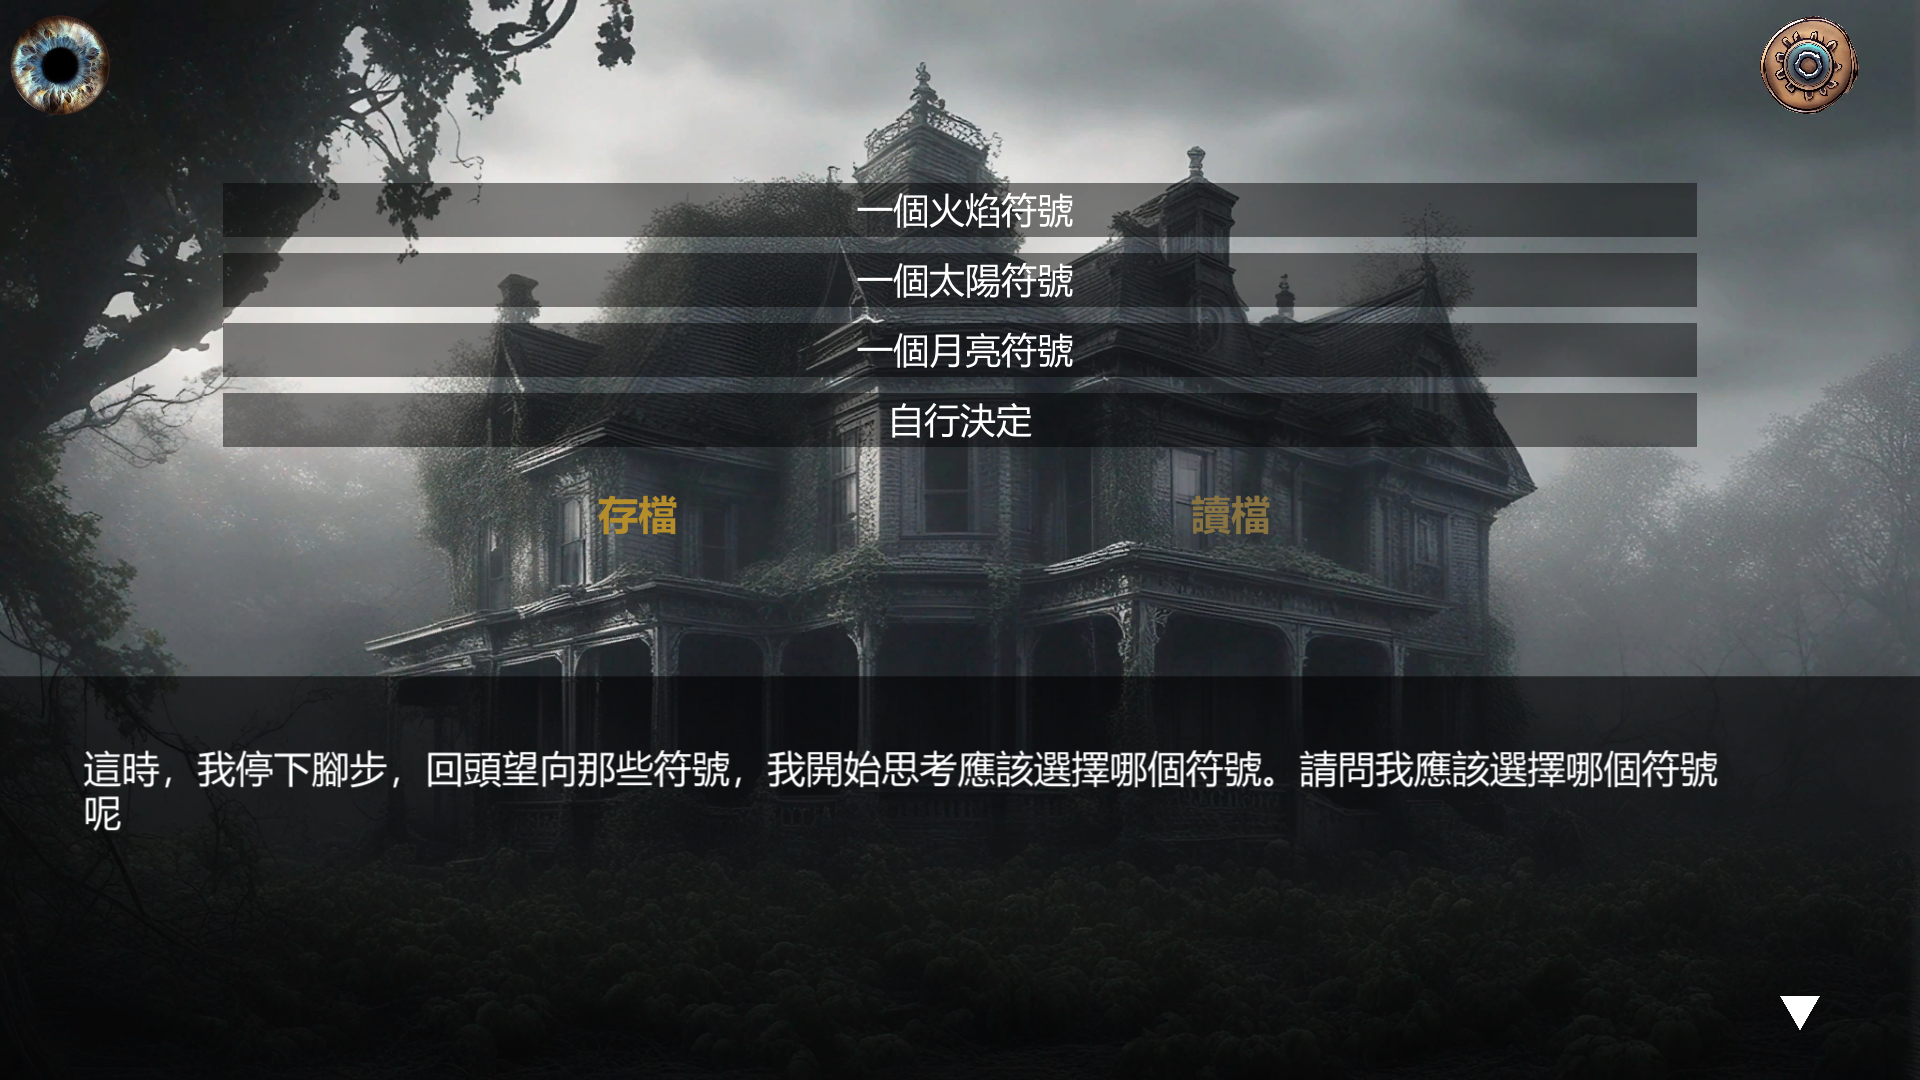 一個火焰符號
一個太陽符號
一個月亮符號
自行決定
存檔
讀檔
這時，我停下腳步，回頭望向那些符號，我開始思考應該選擇哪個符號。請問我應該選擇哪個符號
呢